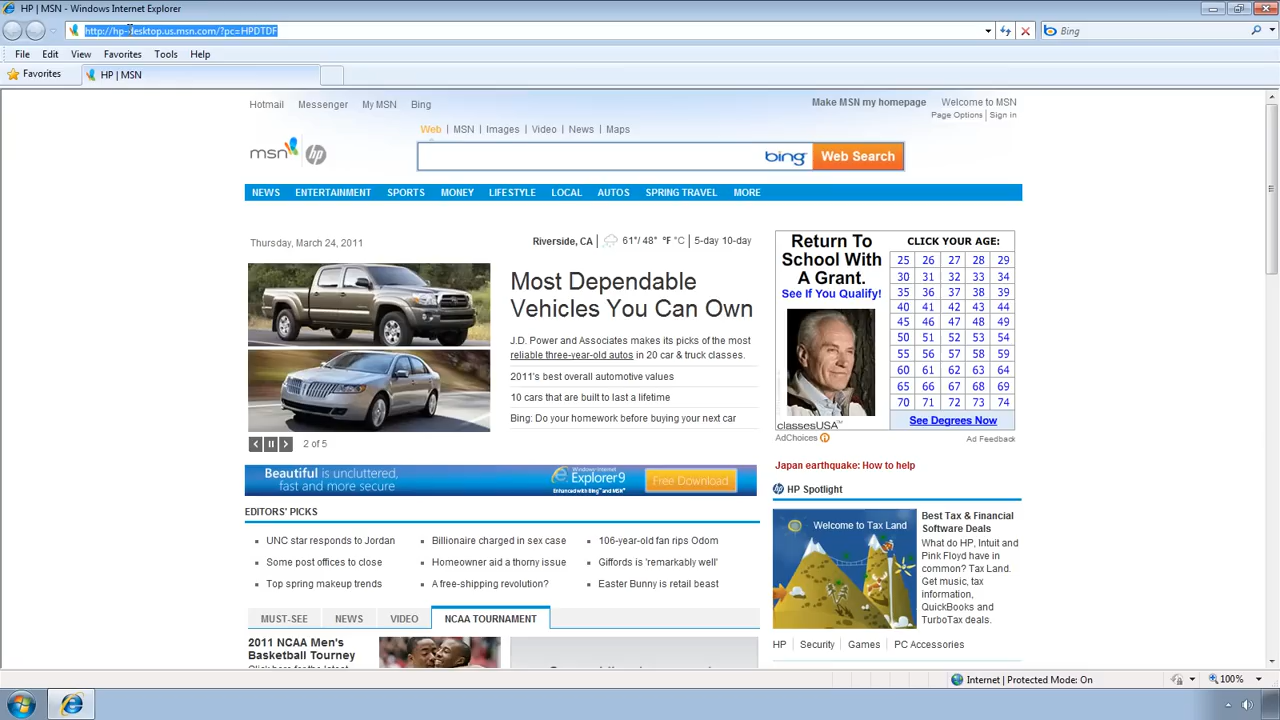 HP | MSN - Windows Internet Explorer
http://hp-desktop.us.msn.com/?pc=HPDTDF
Bing
File Edit View Favorites Tools Help
Favorites HP | MSN
Hotmail Messenger My MSN Bing
Make MSN my homepage Welcome to MSN
Page Options | Sign in
Web | MSN | Images | Video | News | Maps
msn hp
bing Web Search
NEWS ENTERTAINMENT SPORTS MONEY LIFESTYLE LOCAL AUTOS SPRING TRAVEL MORE
Thursday, March 24, 2011
Riverside, CA | 61°/ 48° °F °C | 5-day 10-day
Most Dependable
Vehicles You Can Own
J.D. Power and Associates makes its picks of the most
reliable three-year-old autos in 20 car & truck classes.
2011's best overall automotive values
10 cars that are built to last a lifetime
Bing: Do your homework before buying your next car
2 of 5
Return To
School With
A Grant.
See If You Qualify!
classesUSA™
CLICK YOUR AGE:
25 26 27 28 29
30 31 32 33 34
35 36 37 38 39
40 41 42 43 44
45 46 47 48 49
50 51 52 53 54
55 56 57 58 59
60 61 62 63 64
65 66 67 68 69
70 71 72 73 74
See Degrees Now
AdChoices Ad Feedback
Beautiful is uncluttered,
fast and more secure
Windows Internet
Explorer9
Enhanced with Bing™ and MSN®
Free Download
Japan earthquake: How to help
EDITORS' PICKS
UNC star responds to Jordan
Some post offices to close
Top spring makeup trends
Billionaire charged in sex case
Homeowner aid a thorny issue
A free-shipping revolution?
106-year-old fan rips Odom
Giffords is 'remarkably well'
Easter Bunny is retail beast
HP Spotlight
Welcome to Tax Land
Best Tax & Financial
Software Deals
What do HP, Intuit and
Pink Floyd have in
common? Tax Land.
Get music, tax
information,
QuickBooks and
TurboTax deals.
HP | Security | Games | PC Accessories
MUST-SEE NEWS VIDEO NCAA TOURNAMENT
2011 NCAA Men's
Basketball Tourney
Click here for the latest
Internet | Protected Mode: On
100%